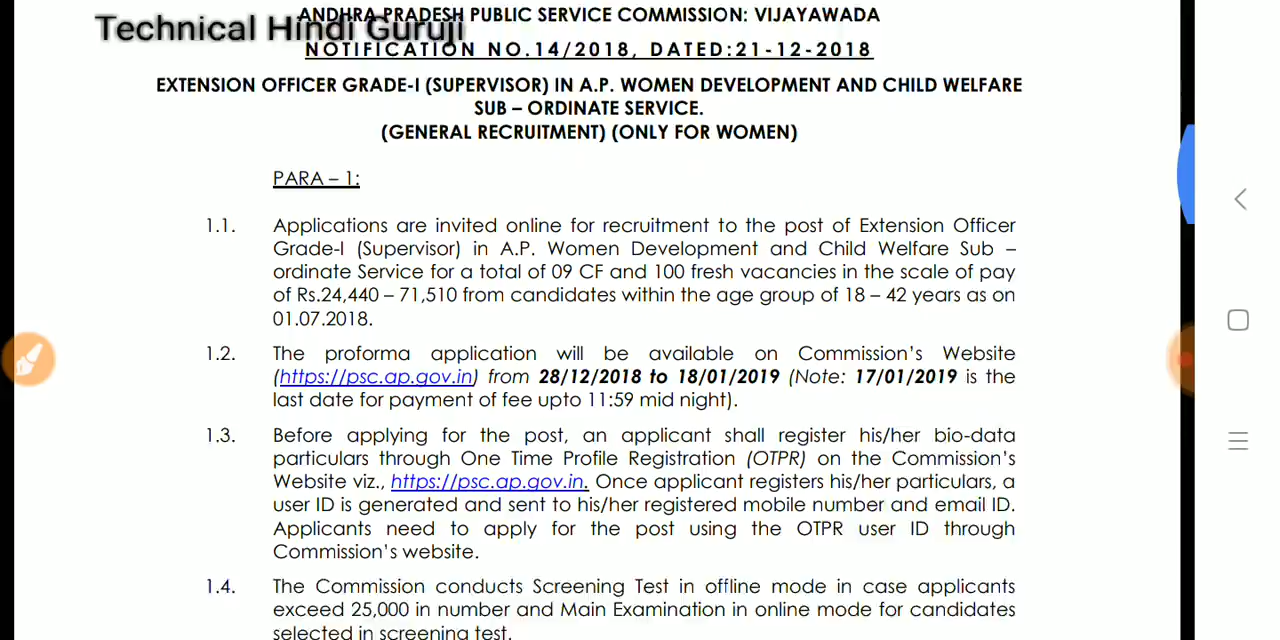 ANDHRA PRADESH PUBLIC SERVICE COMMISSION: VIJAYAWADA
Technical Hindi Guruji
NOTIFICATION NO.14/2018, DATED:21-12-2018
EXTENSION OFFICER GRADE-I (SUPERVISOR) IN A.P. WOMEN DEVELOPMENT AND CHILD WELFARE
SUB – ORDINATE SERVICE.
(GENERAL RECRUITMENT) (ONLY FOR WOMEN)
PARA – 1:
1.1. Applications are invited online for recruitment to the post of Extension Officer
Grade-I (Supervisor) in A.P. Women Development and Child Welfare Sub –
ordinate Service for a total of 09 CF and 100 fresh vacancies in the scale of pay
of Rs.24,440 – 71,510 from candidates within the age group of 18 – 42 years as on
01.07.2018.
1.2. The proforma application will be available on Commission's Website
(https://psc.ap.gov.in) from 28/12/2018 to 18/01/2019 (Note: 17/01/2019 is the
last date for payment of fee upto 11:59 mid night).
1.3. Before applying for the post, an applicant shall register his/her bio-data
particulars through One Time Profile Registration (OTPR) on the Commission's
Website viz., https://psc.ap.gov.in. Once applicant registers his/her particulars, a
user ID is generated and sent to his/her registered mobile number and email ID.
Applicants need to apply for the post using the OTPR user ID through
Commission's website.
1.4. The Commission conducts Screening Test in offline mode in case applicants
exceed 25,000 in number and Main Examination in online mode for candidates
selected in screening test.